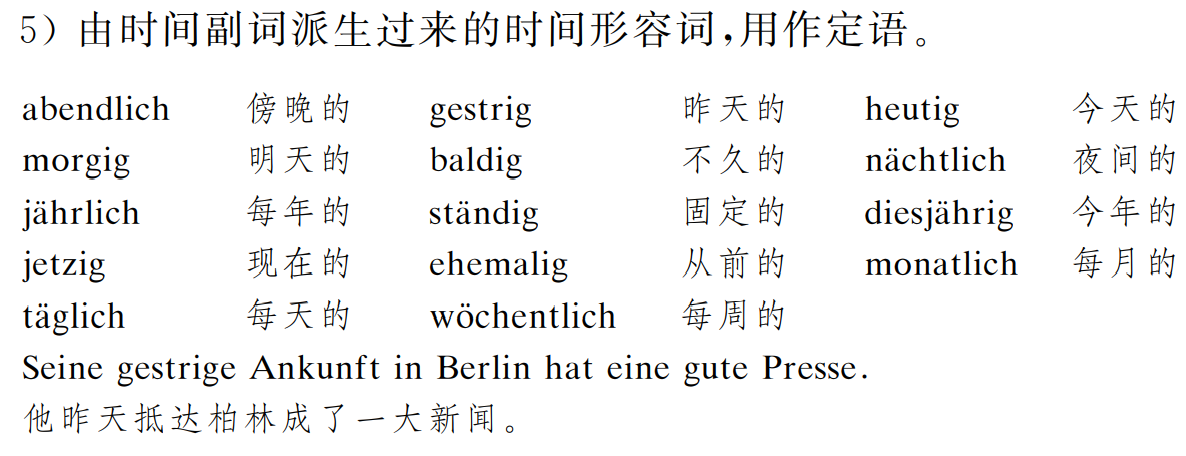 5）由时间副词派生过来的时间形容词，用作定语。
abendlich 傍晚的 gestrig 昨天的 heutig 今天的
morgig 明天的 baldig 不久的 nächtlich 夜间的
jährlich 每年的 ständig 固定的 diesjährig 今年的
jetzig 现在的 ehemalig 从前的 monatlich 每月的
täglich 每天的 wöchentlich 每周的
Seine gestrige Ankunft in Berlin hat eine gute Presse.
他昨天抵达柏林成了一大新闻。